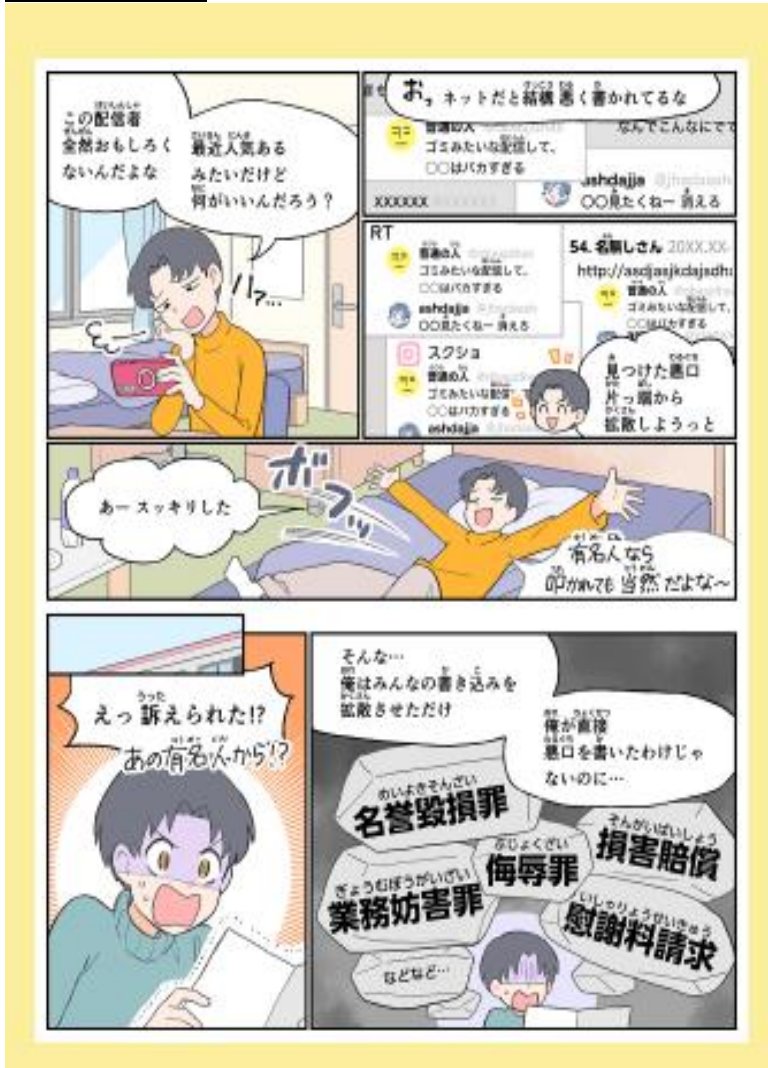 この配信者
全然おもしろく
ないんだよな
最近人気ある
みたいだけど
何がいいんだろう？
ハァ…
おっ ネットだと結構 悪く書かれてるな
なんでこんなにでて
普通の人
ゴミみたいな配信して、
〇〇はバカすぎる
xxxxxx
ashdajja
〇〇見たくねー 消えろ
RT
普通の人
ゴミみたいな配信して、
〇〇はバカすぎる
ashdajja
〇〇見たくねー 消えろ
54. 名無しさん 20XX.XX
http://asdjasjkdajsdh
普通の人
ゴミみたいな配信して、
〇〇はバカすぎる
スクショ
普通の人
ゴミみたいな配信
〇〇はバカすぎる
ashdajja
見つけた悪口
片っ端から
拡散しようっと
あー スッキリした
ボフッ
有名人なら
叩かれても 当然だよな〜
えっ 訴えられた!?
あの有名人から!?
そんな…
俺はみんなの書き込みを
拡散させただけ
俺が直接
悪口を書いたわけじゃ
ないのに…
名誉毀損罪
侮辱罪
損害賠償
業務妨害罪
慰謝料請求
などなど…